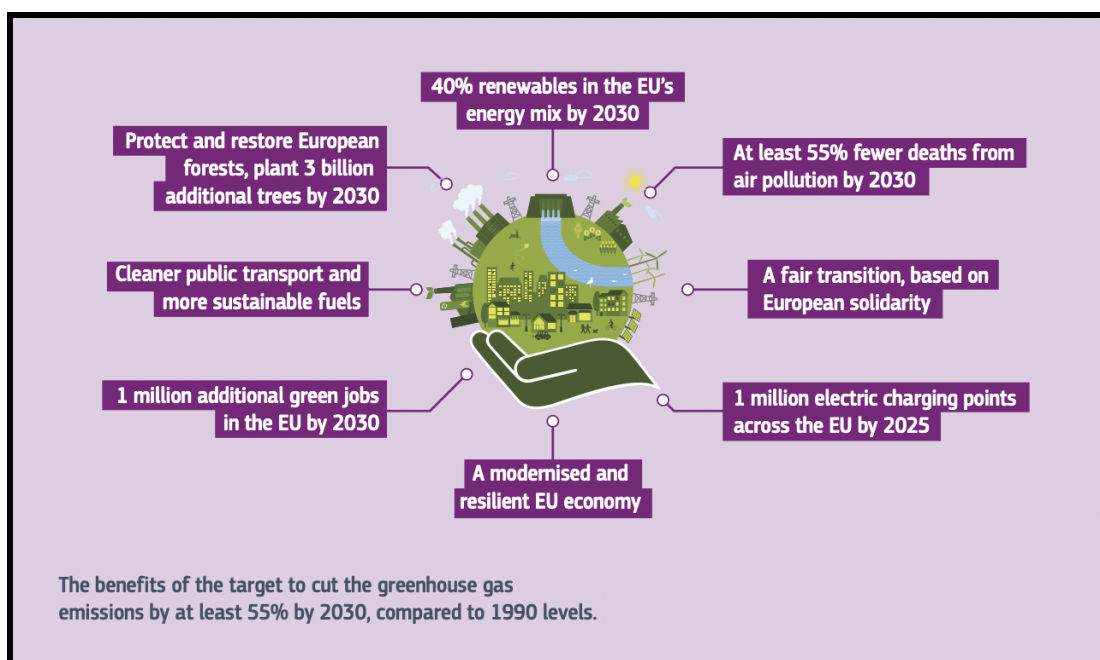 40% renewables in the EU's
energy mix by 2030
Protect and restore European
forests, plant 3 billion
additional trees by 2030
At least 55% fewer deaths from
air pollution by 2030
Cleaner public transport and
more sustainable fuels
A fair transition, based on
European solidarity
1 million additional green jobs
in the EU by 2030
1 million electric charging points
across the EU by 2025
A modernised and
resilient EU economy
The benefits of the target to cut the greenhouse gas
emissions by at least 55% by 2030, compared to 1990 levels.